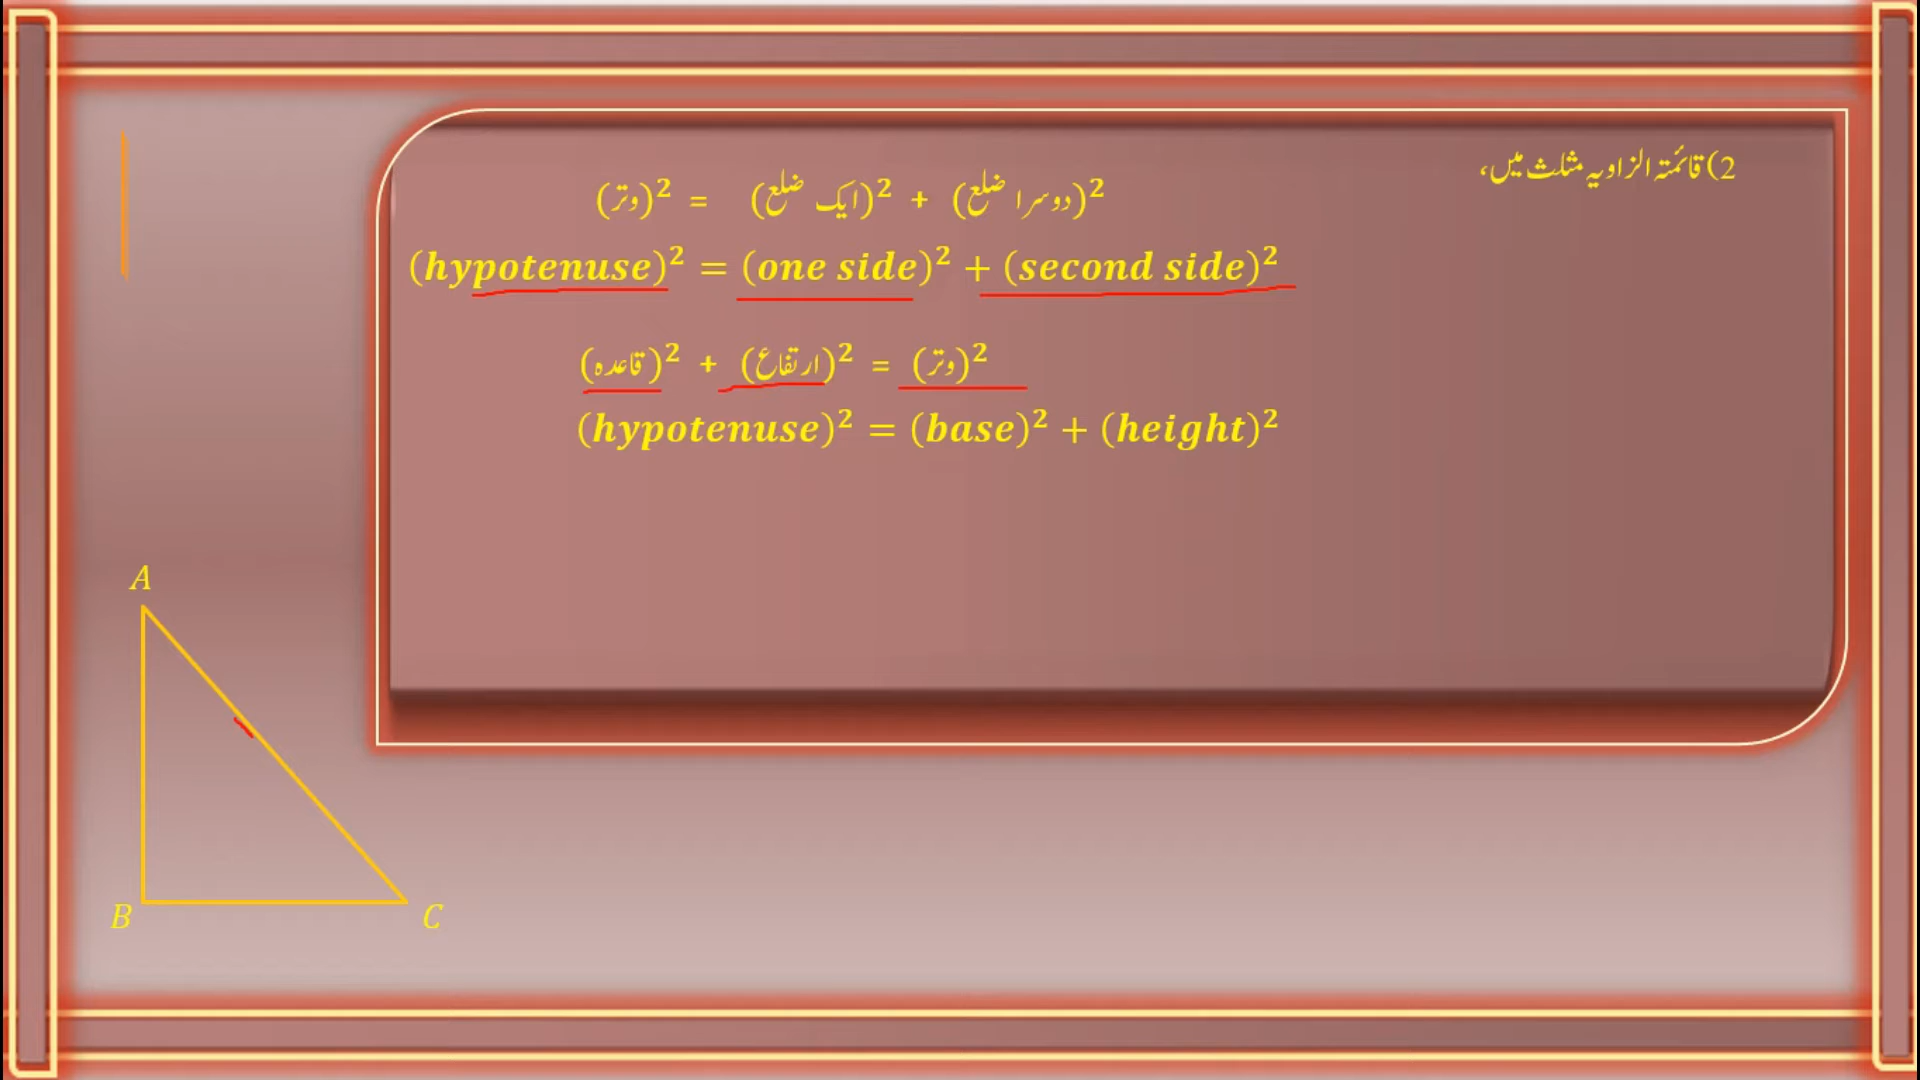 2) قائمتہ الزاویہ مثلث میں،
(وتر)² = (ایک ضلع)² + (دوسرا ضلع)²
(hypotenuse)² = (one side)² + (second side)²
(قاعدہ)² + (ارتفاع)² = (وتر)²
(hypotenuse)² = (base)² + (height)²
A
B
C